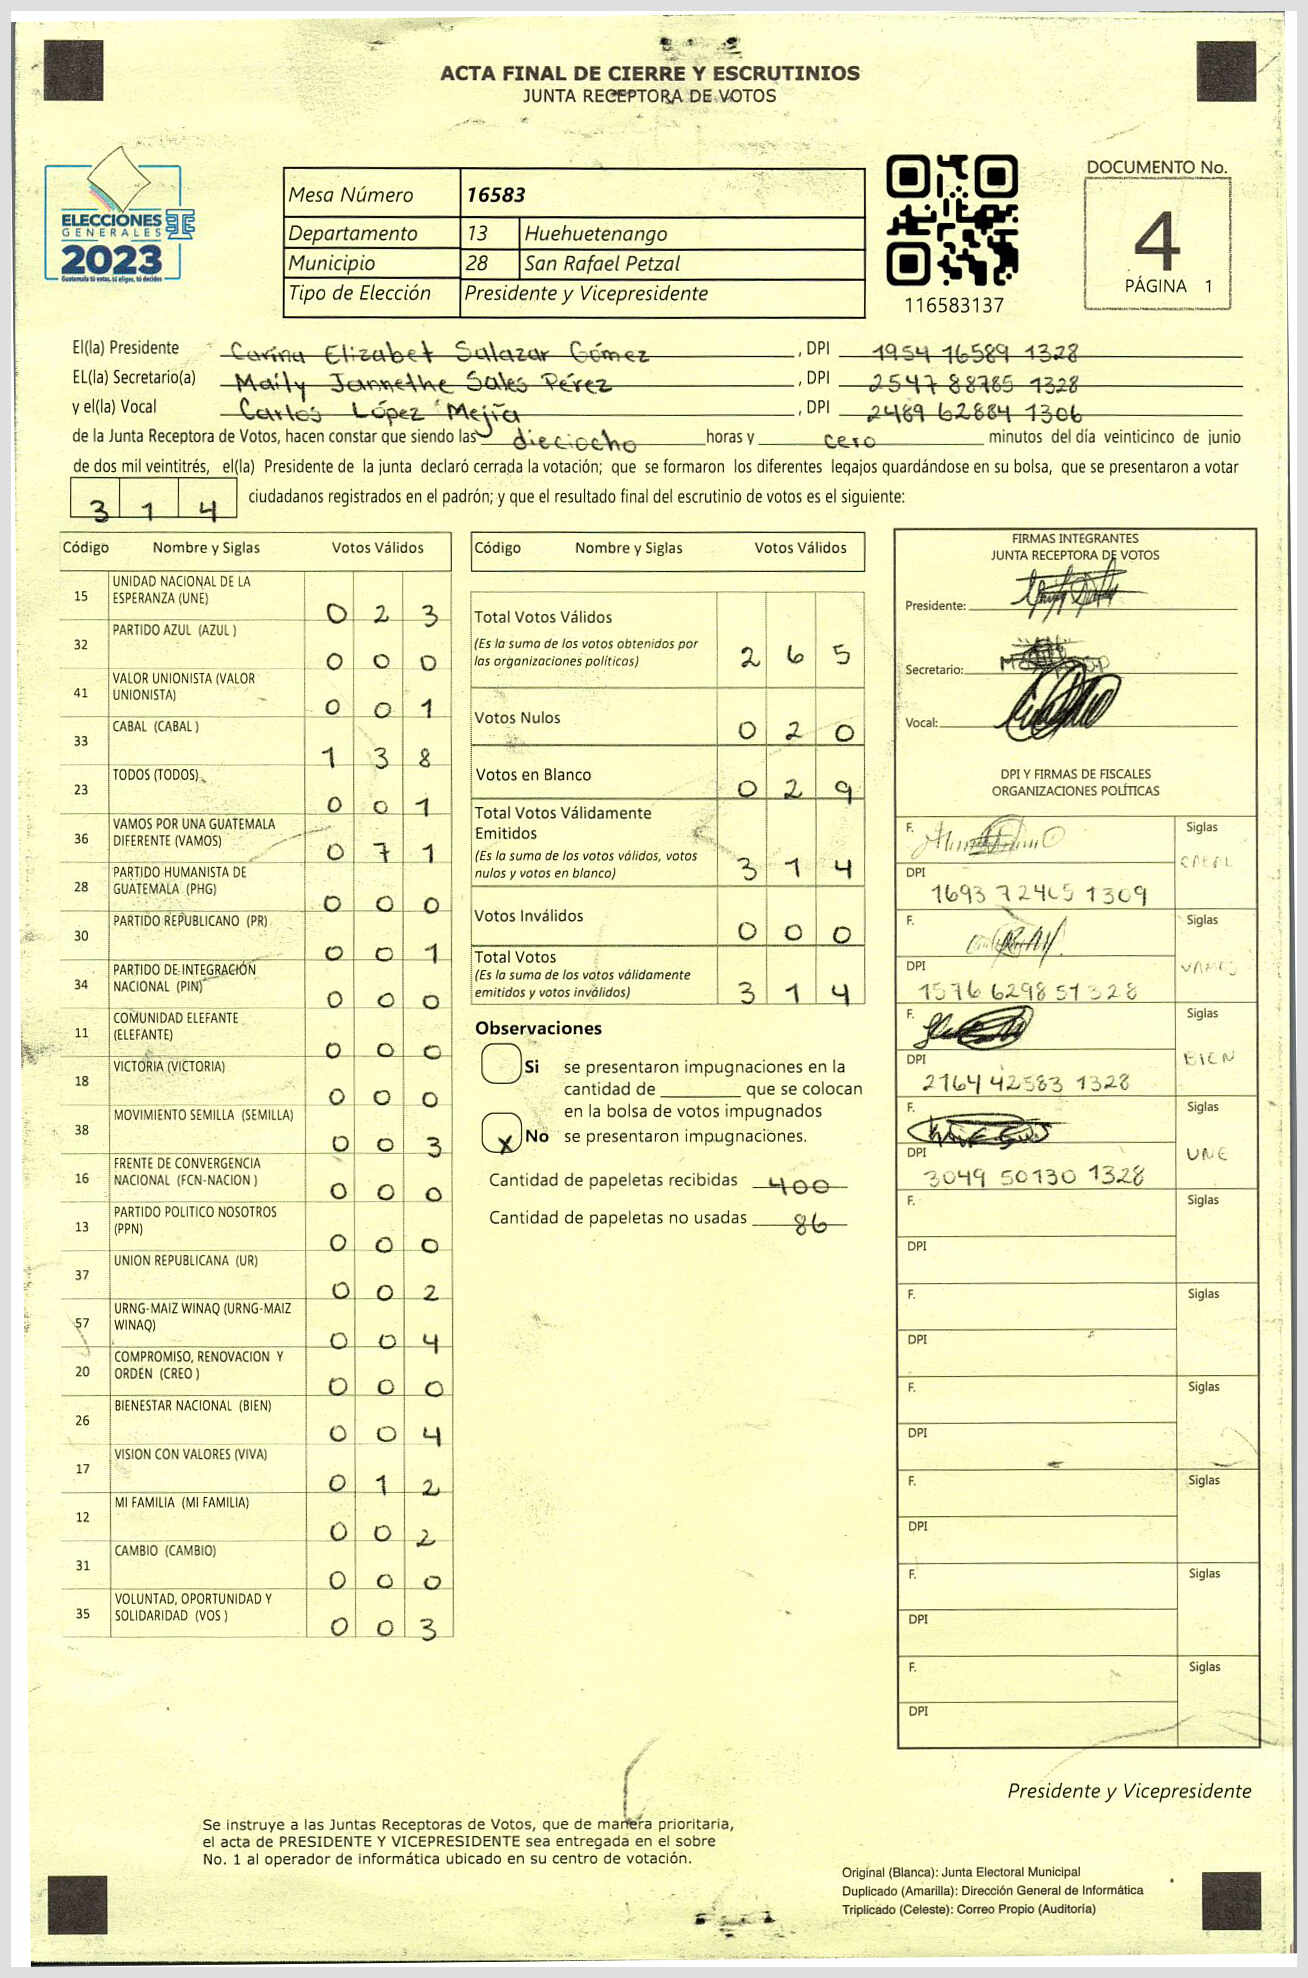 ACTA FINAL DE CIERRE Y ESCRUTINIOS
JUNTA RECEPTORA DE VOTOS
ELECCIONES
GENERALES
2023
Guatemala tú votas, tú eliges, tú decides
Mesa Número 16583
Departamento 13 Huehuetenango
Municipio 28 San Rafael Petzal
Tipo de Elección Presidente y Vicepresidente
116583137
DOCUMENTO No.
4
PÁGINA 1
El(la) Presidente Carina Elizabet Salazar Gómez, DPI 1954 16589 1328
EL(la) Secretario(a) Maily Jannethe Sales Pérez, DPI 2547 88785 1328
y el(la) Vocal Carlos López Mejía, DPI 2489 62884 1306
de la Junta Receptora de Votos, hacen constar que siendo las dieciocho horas y cero minutos del día veinticinco de junio
de dos mil veintitrés, el(la) Presidente de la junta declaró cerrada la votación; que se formaron los diferentes legajos guardándose en su bolsa, que se presentaron a votar
3 1 4 ciudadanos registrados en el padrón; y que el resultado final del escrutinio de votos es el siguiente:
Código Nombre y Siglas Votos Válidos
15 UNIDAD NACIONAL DE LA
ESPERANZA (UNE) 0 2 3
32 PARTIDO AZUL (AZUL ) 0 0 0
41 VALOR UNIONISTA (VALOR
UNIONISTA) 0 0 1
33 CABAL (CABAL ) 1 3 8
23 TODOS (TODOS) 0 0 1
36 VAMOS POR UNA GUATEMALA
DIFERENTE (VAMOS) 0 7 1
28 PARTIDO HUMANISTA DE
GUATEMALA (PHG) 0 0 0
30 PARTIDO REPUBLICANO (PR) 0 0 1
34 PARTIDO DE INTEGRACIÓN
NACIONAL (PIN) 0 0 0
11 COMUNIDAD ELEFANTE
(ELEFANTE) 0 0 0
18 VICTORIA (VICTORIA) 0 0 0
38 MOVIMIENTO SEMILLA (SEMILLA) 0 0 3
16 FRENTE DE CONVERGENCIA
NACIONAL (FCN-NACION ) 0 0 0
13 PARTIDO POLITICO NOSOTROS
(PPN) 0 0 0
37 UNION REPUBLICANA (UR) 0 0 2
57 URNG-MAIZ WINAQ (URNG-MAIZ
WINAQ) 0 0 4
20 COMPROMISO, RENOVACION Y
ORDEN (CREO ) 0 0 0
26 BIENESTAR NACIONAL (BIEN) 0 0 4
17 VISION CON VALORES (VIVA) 0 1 2
12 MI FAMILIA (MI FAMILIA) 0 0 2
31 CAMBIO (CAMBIO) 0 0 0
35 VOLUNTAD, OPORTUNIDAD Y
SOLIDARIDAD (VOS ) 0 0 3
Código Nombre y Siglas Votos Válidos
Total Votos Válidos
(Es la suma de los votos obtenidos por
las organizaciones políticas) 2 6 5
Votos Nulos 0 2 0
Votos en Blanco 0 2 9
Total Votos Válidamente
Emitidos
(Es la suma de los votos válidos, votos
nulos y votos en blanco) 3 1 4
Votos Inválidos 0 0 0
Total Votos
(Es la suma de los votos válidamente
emitidos y votos inválidos) 3 1 4
Observaciones
Si se presentaron impugnaciones en la
cantidad de ________ que se colocan
en la bolsa de votos impugnados
X No se presentaron impugnaciones.
Cantidad de papeletas recibidas 400
Cantidad de papeletas no usadas 86
FIRMAS INTEGRANTES
JUNTA RECEPTORA DE VOTOS
Presidente:
Secretario:
Vocal:
DPI Y FIRMAS DE FISCALES
ORGANIZACIONES POLÍTICAS
F. Siglas
CABAL
DPI
1693 72465 1309
F. Siglas
VAMOS
DPI
1576 62985 1328
F. Siglas
BIEN
DPI
2164 42583 1328
F. Siglas
UNE
DPI
3049 50130 1328
F. Siglas
DPI
F. Siglas
DPI
F. Siglas
DPI
F. Siglas
DPI
F. Siglas
DPI
F. Siglas
DPI
Presidente y Vicepresidente
Se instruye a las Juntas Receptoras de Votos, que de manera prioritaria,
el acta de PRESIDENTE Y VICEPRESIDENTE sea entregada en el sobre
No. 1 al operador de informática ubicado en su centro de votación.
Original (Blanca): Junta Electoral Municipal
Duplicado (Amarilla): Dirección General de Informática
Triplicado (Celeste): Correo Propio (Auditoría)